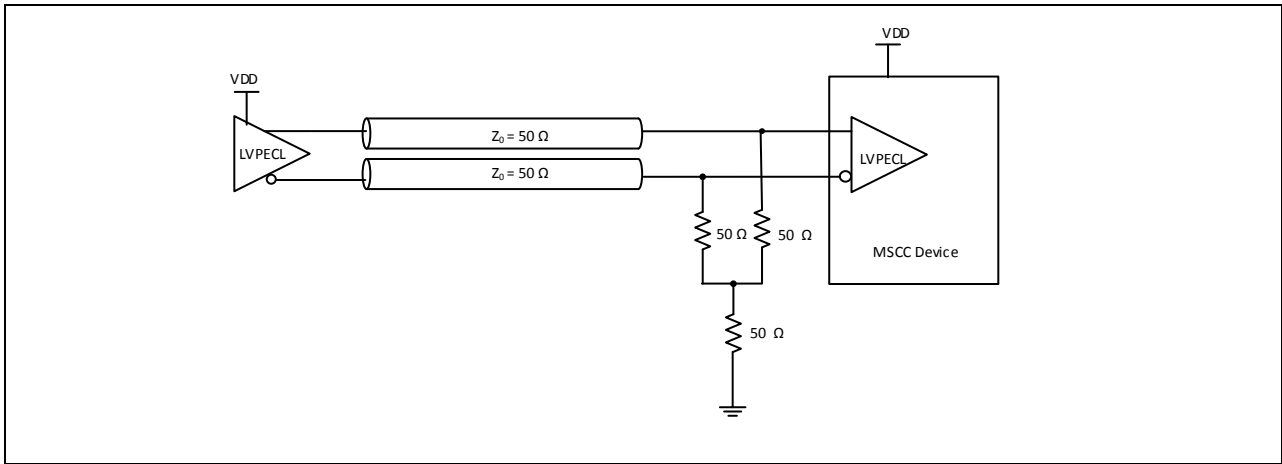 VDD
VDD
LVPECL
Z₀ = 50 Ω
Z₀ = 50 Ω
LVPECL
50 Ω
50 Ω
MSCC Device
50 Ω